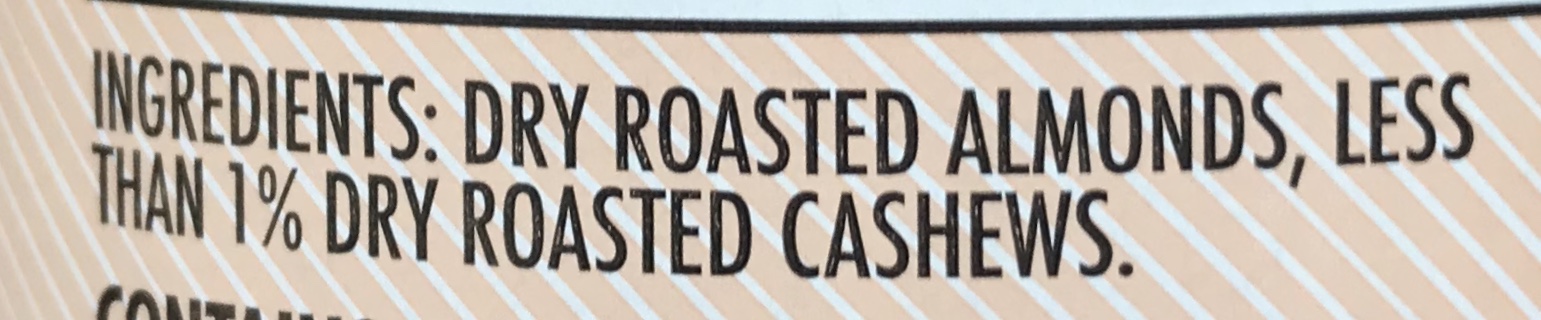 INGREDIENTS: DRY ROASTED ALMONDS, LESS
THAN 1% DRY ROASTED CASHEWS.